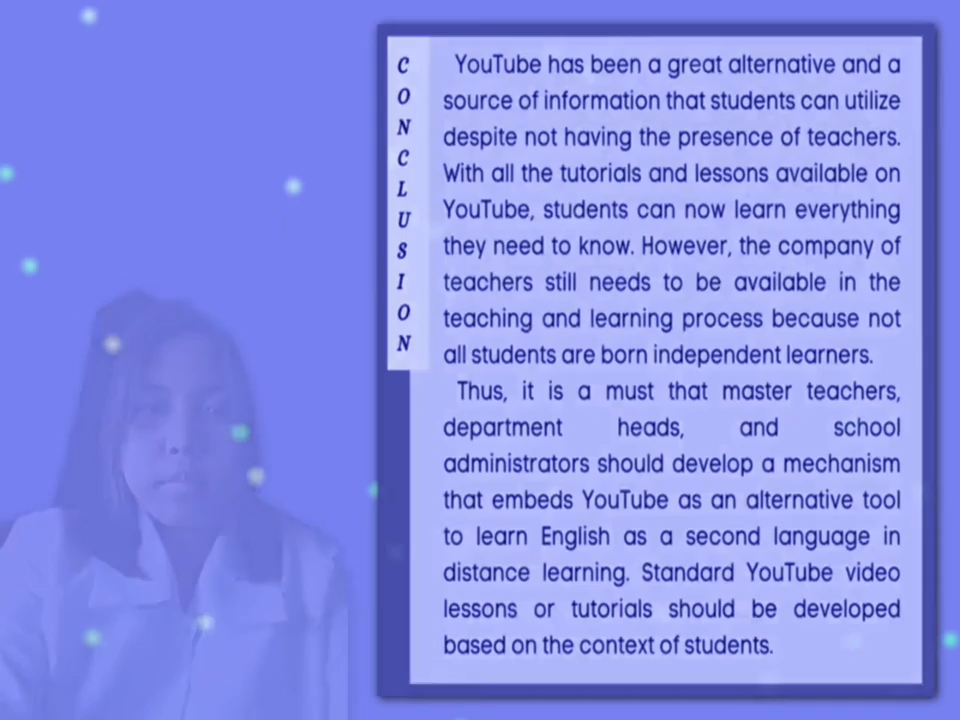 CONCLUSION
YouTube has been a great alternative and a
source of information that students can utilize
despite not having the presence of teachers.
With all the tutorials and lessons available on
YouTube, students can now learn everything
they need to know. However, the company of
teachers still needs to be available in the
teaching and learning process because not
all students are born independent learners.
Thus, it is a must that master teachers,
department heads, and school
administrators should develop a mechanism
that embeds YouTube as an alternative tool
to learn English as a second language in
distance learning. Standard YouTube video
lessons or tutorials should be developed
based on the context of students.